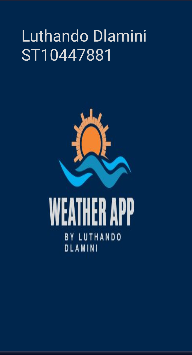 Luthando Dlamini
ST10447881
WEATHER APP
BY LUTHANDO
DLAMINI